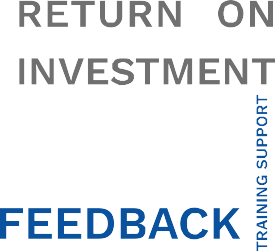 RETURN ON
INVESTMENT
TRAINING SUPPORT
FEEDBACK